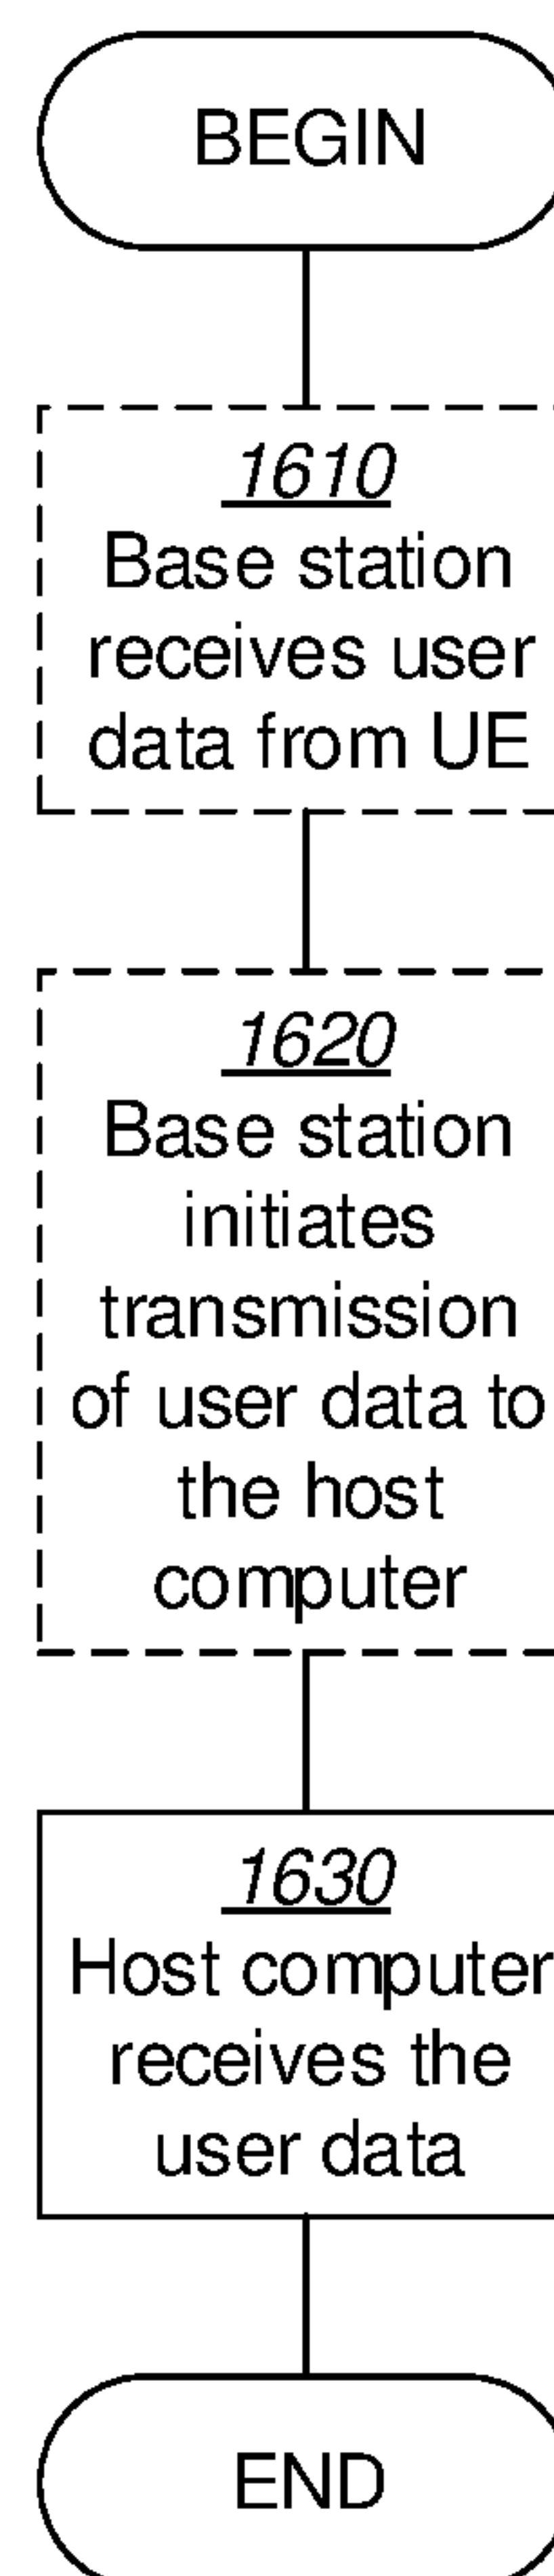 BEGIN
1610
Base station
receives user
data from UE
1620
Base station
initiates
transmission
of user data to
the host
computer
1630
Host computer
receives the
user data
END